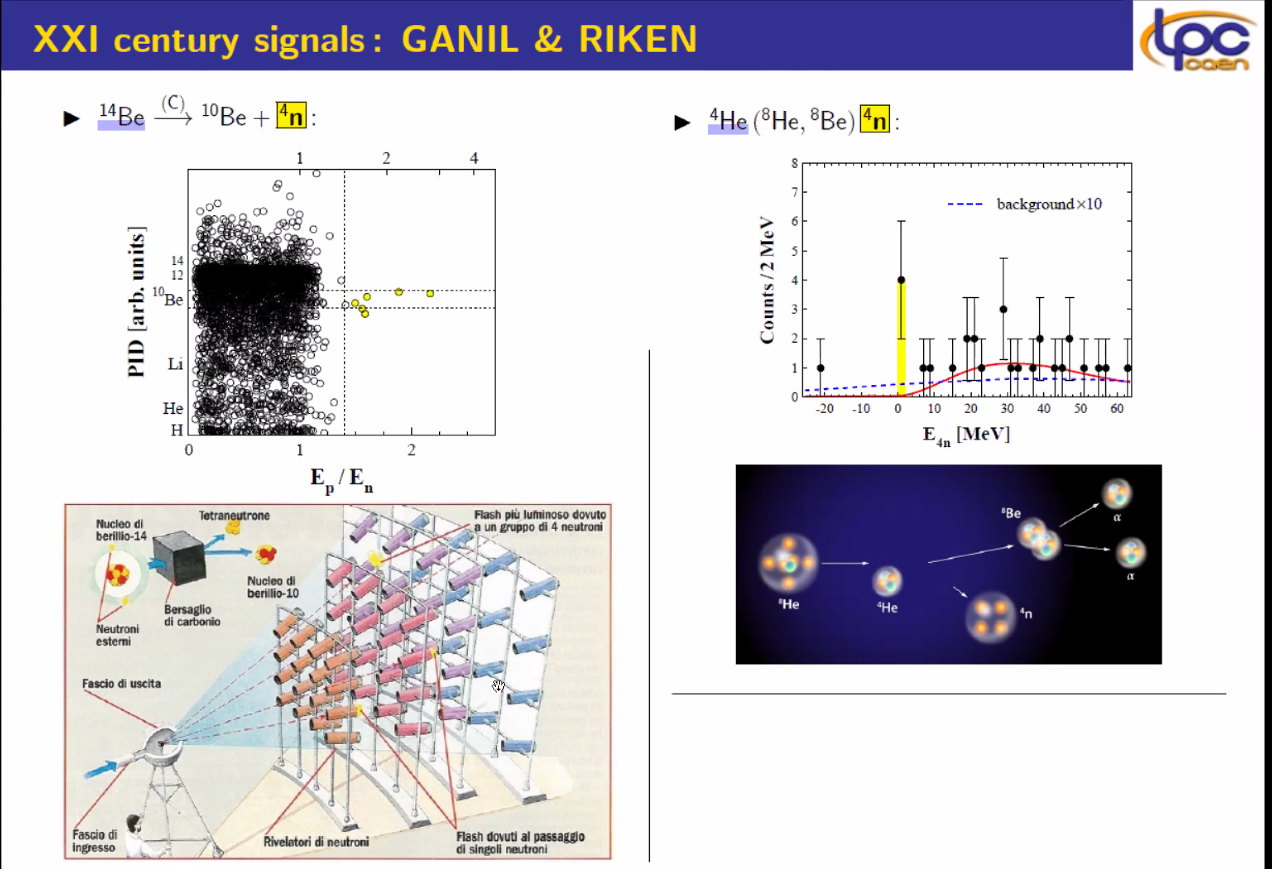 XXI century signals : GANIL & RIKEN
LPC
caen
► ¹⁴Be (C)⟶ ¹⁰Be + ⁴n :
1 2 4
PID [arb. units]
14
12
¹⁰Be
Li
He
H
0 1 2
Eₚ / Eₙ
Nucleo di
berillio-14
Tetraneutrone
Flash più luminoso dovuto
a un gruppo di 4 neutroni
Nucleo di
berillio-10
Bersaglio
di carbonio
Neutroni
esterni
Fascio di uscita
Fascio di
ingresso
Rivelatori di neutroni
Flash dovuti al passaggio
di singoli neutroni
► ⁴He (⁸He, ⁸Be) ⁴n :
Counts / 2 MeV
8
7
6
5
4
3
2
1
0
background×10
-20 -10 0 10 20 30 40 50 60
E₄ₙ [MeV]
⁸He
⁴He
⁸Be
⁴n
α
α